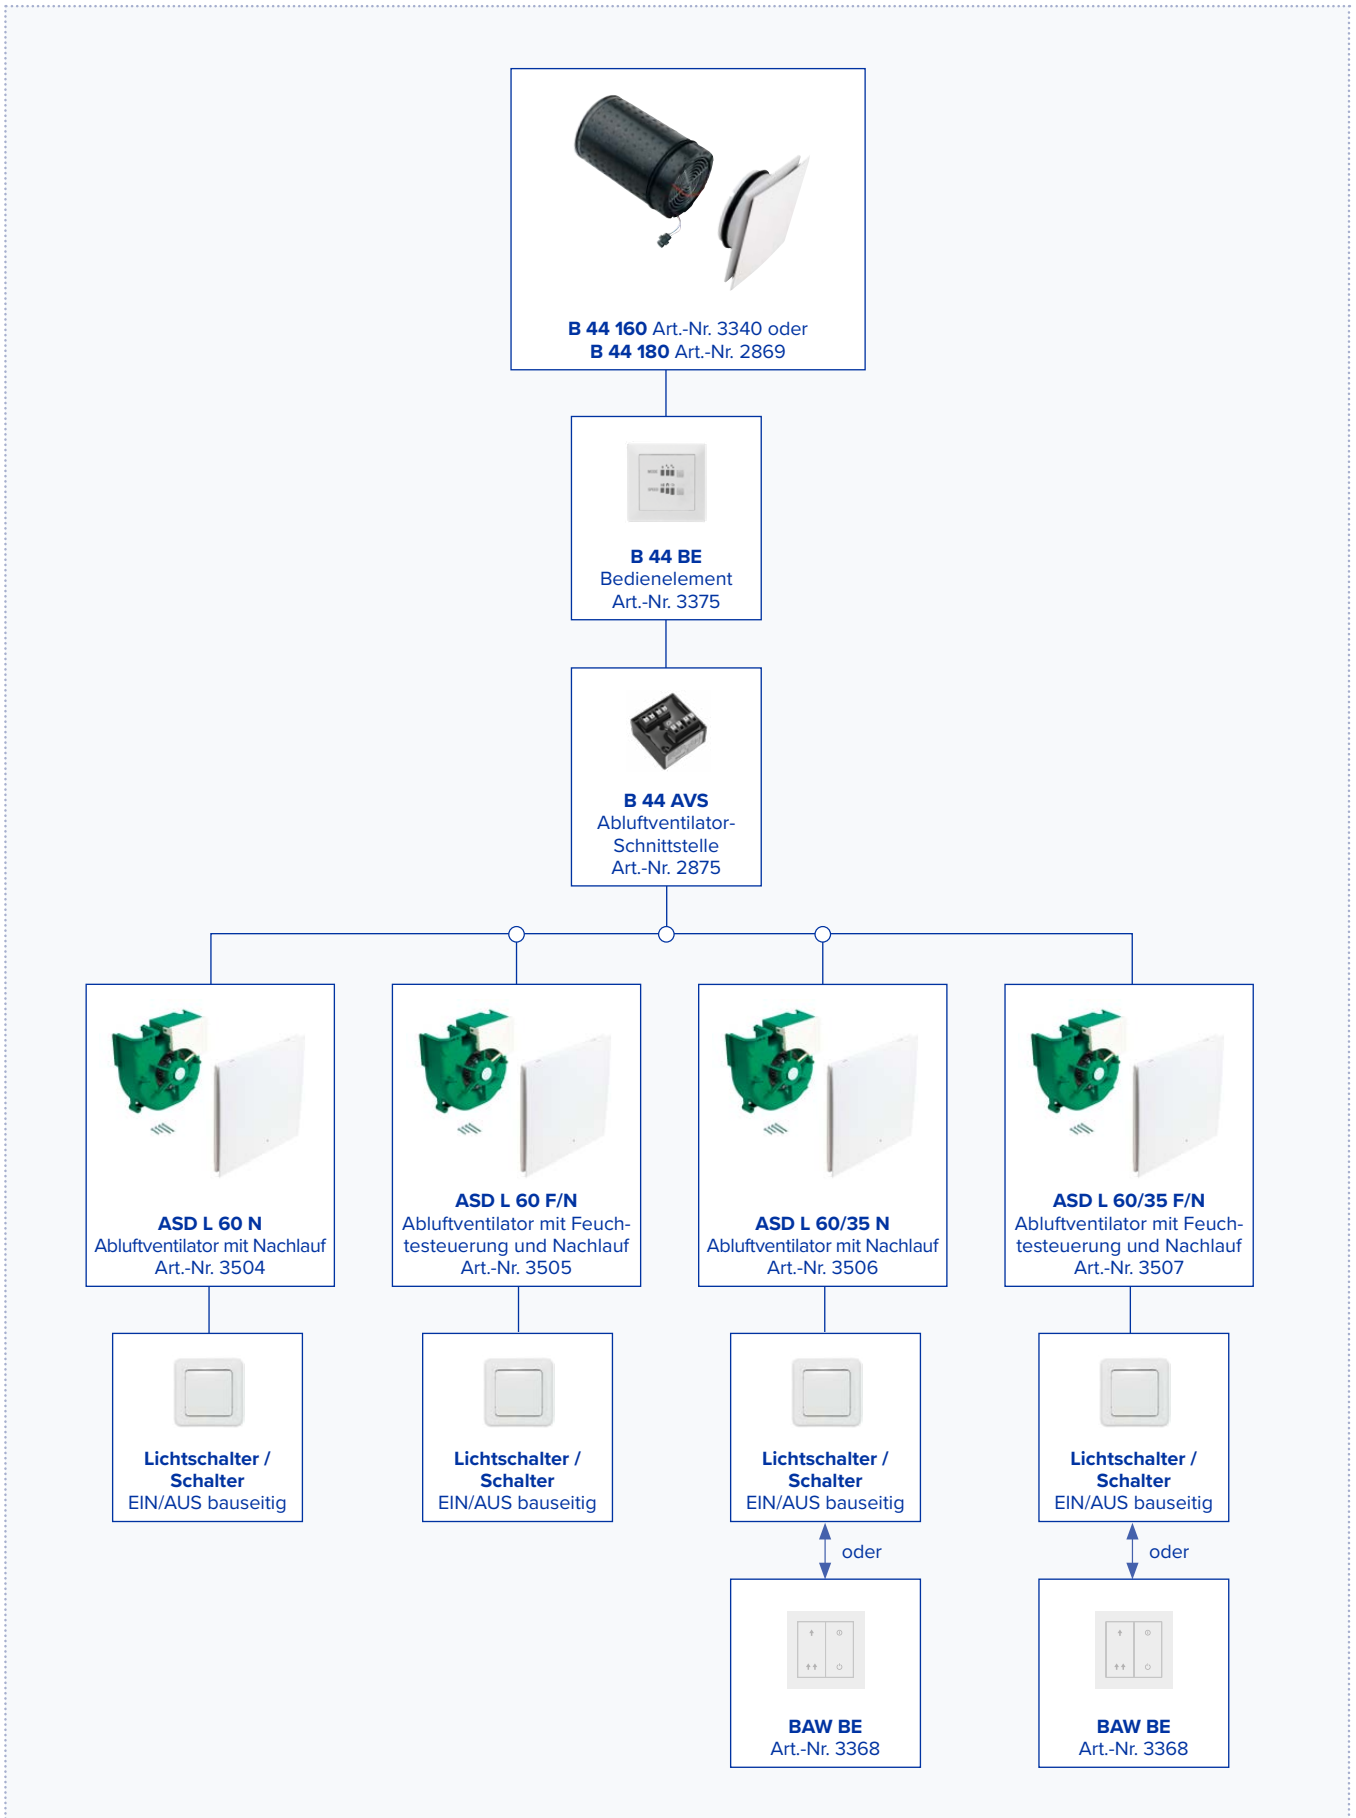 B 44 160 Art.-Nr. 3340 oder
B 44 180 Art.-Nr. 2869
B 44 BE
Bedienelement
Art.-Nr. 3375
B 44 AVS
Abluftventilator-
Schnittstelle
Art.-Nr. 2875
ASD L 60 N
Abluftventilator mit Nachlauf
Art.-Nr. 3504
ASD L 60 F/N
Abluftventilator mit Feuch-
testeuerung und Nachlauf
Art.-Nr. 3505
ASD L 60/35 N
Abluftventilator mit Nachlauf
Art.-Nr. 3506
ASD L 60/35 F/N
Abluftventilator mit Feuch-
testeuerung und Nachlauf
Art.-Nr. 3507
Lichtschalter /
Schalter
EIN/AUS bauseitig
Lichtschalter /
Schalter
EIN/AUS bauseitig
Lichtschalter /
Schalter
EIN/AUS bauseitig
Lichtschalter /
Schalter
EIN/AUS bauseitig
oder
oder
BAW BE
Art.-Nr. 3368
BAW BE
Art.-Nr. 3368